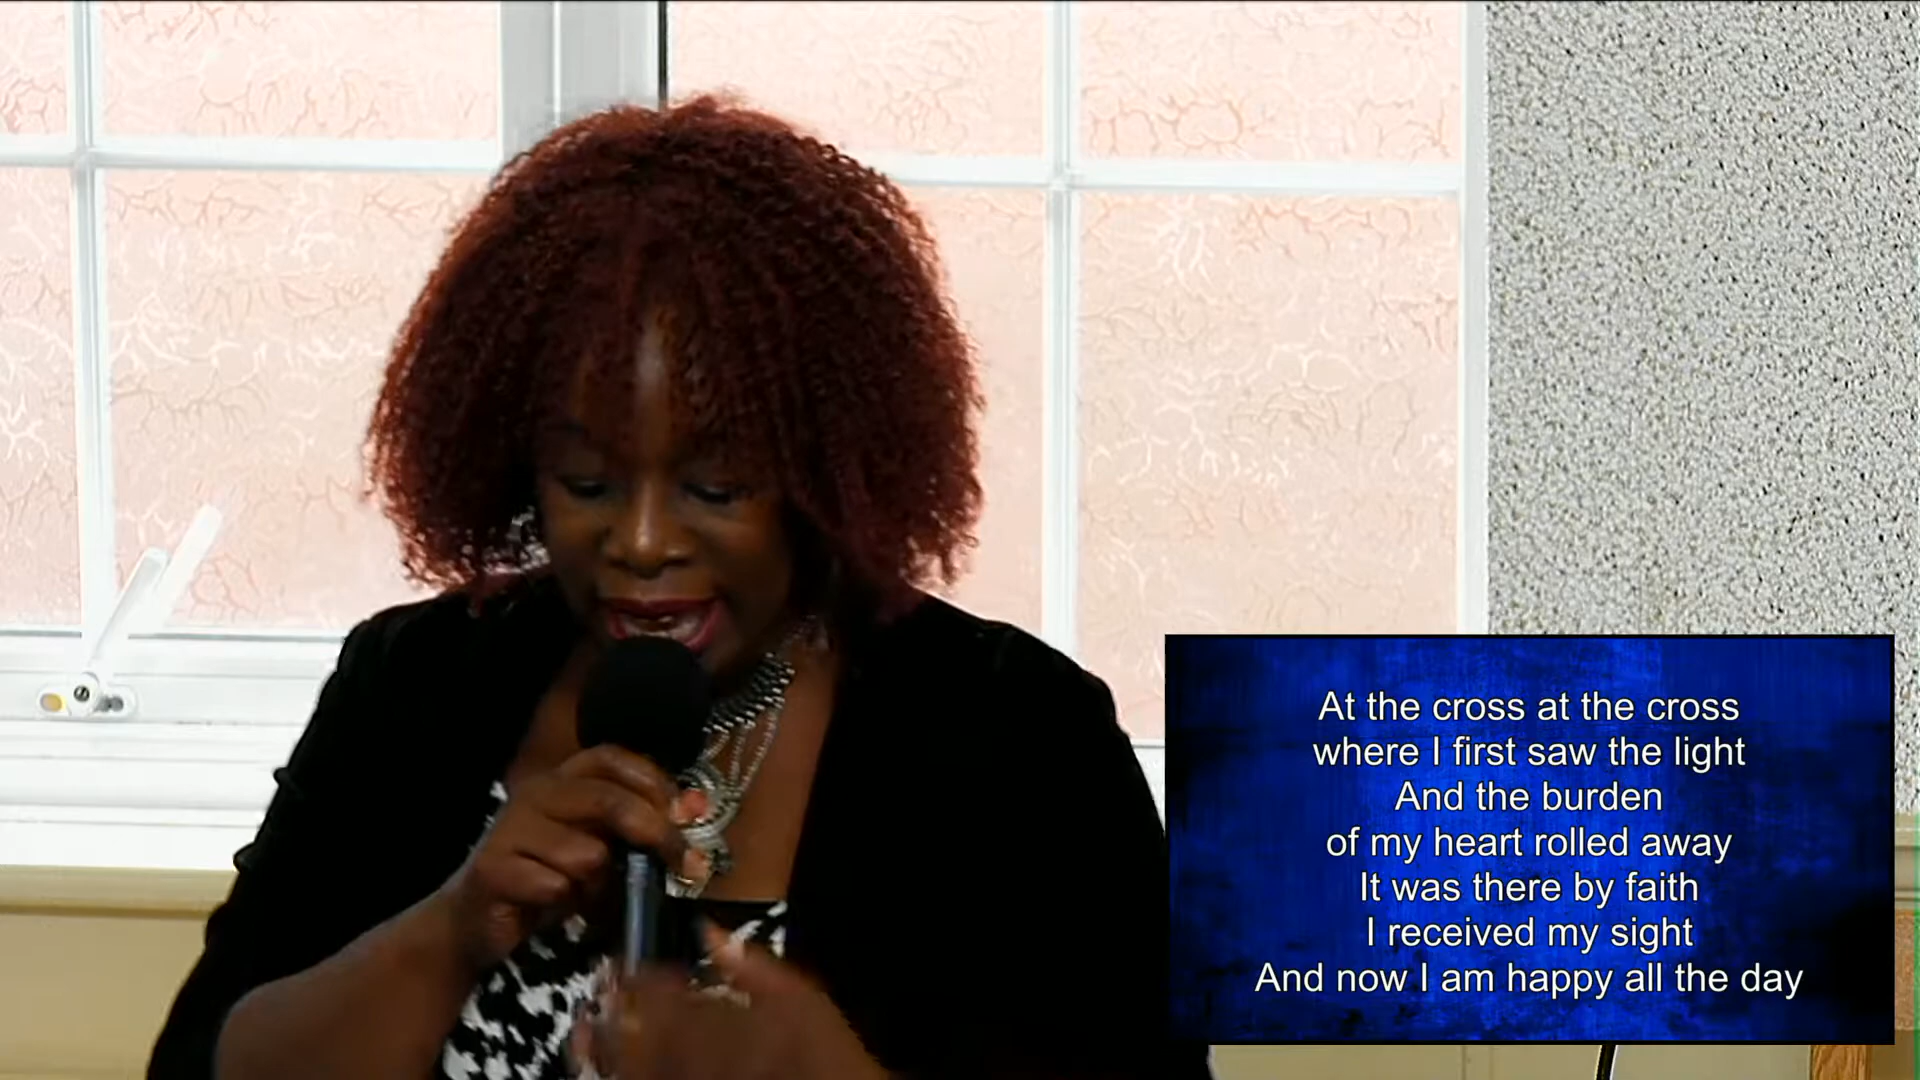 At the cross at the cross
where I first saw the light
And the burden
of my heart rolled away
It was there by faith
I received my sight
And now I am happy all the day